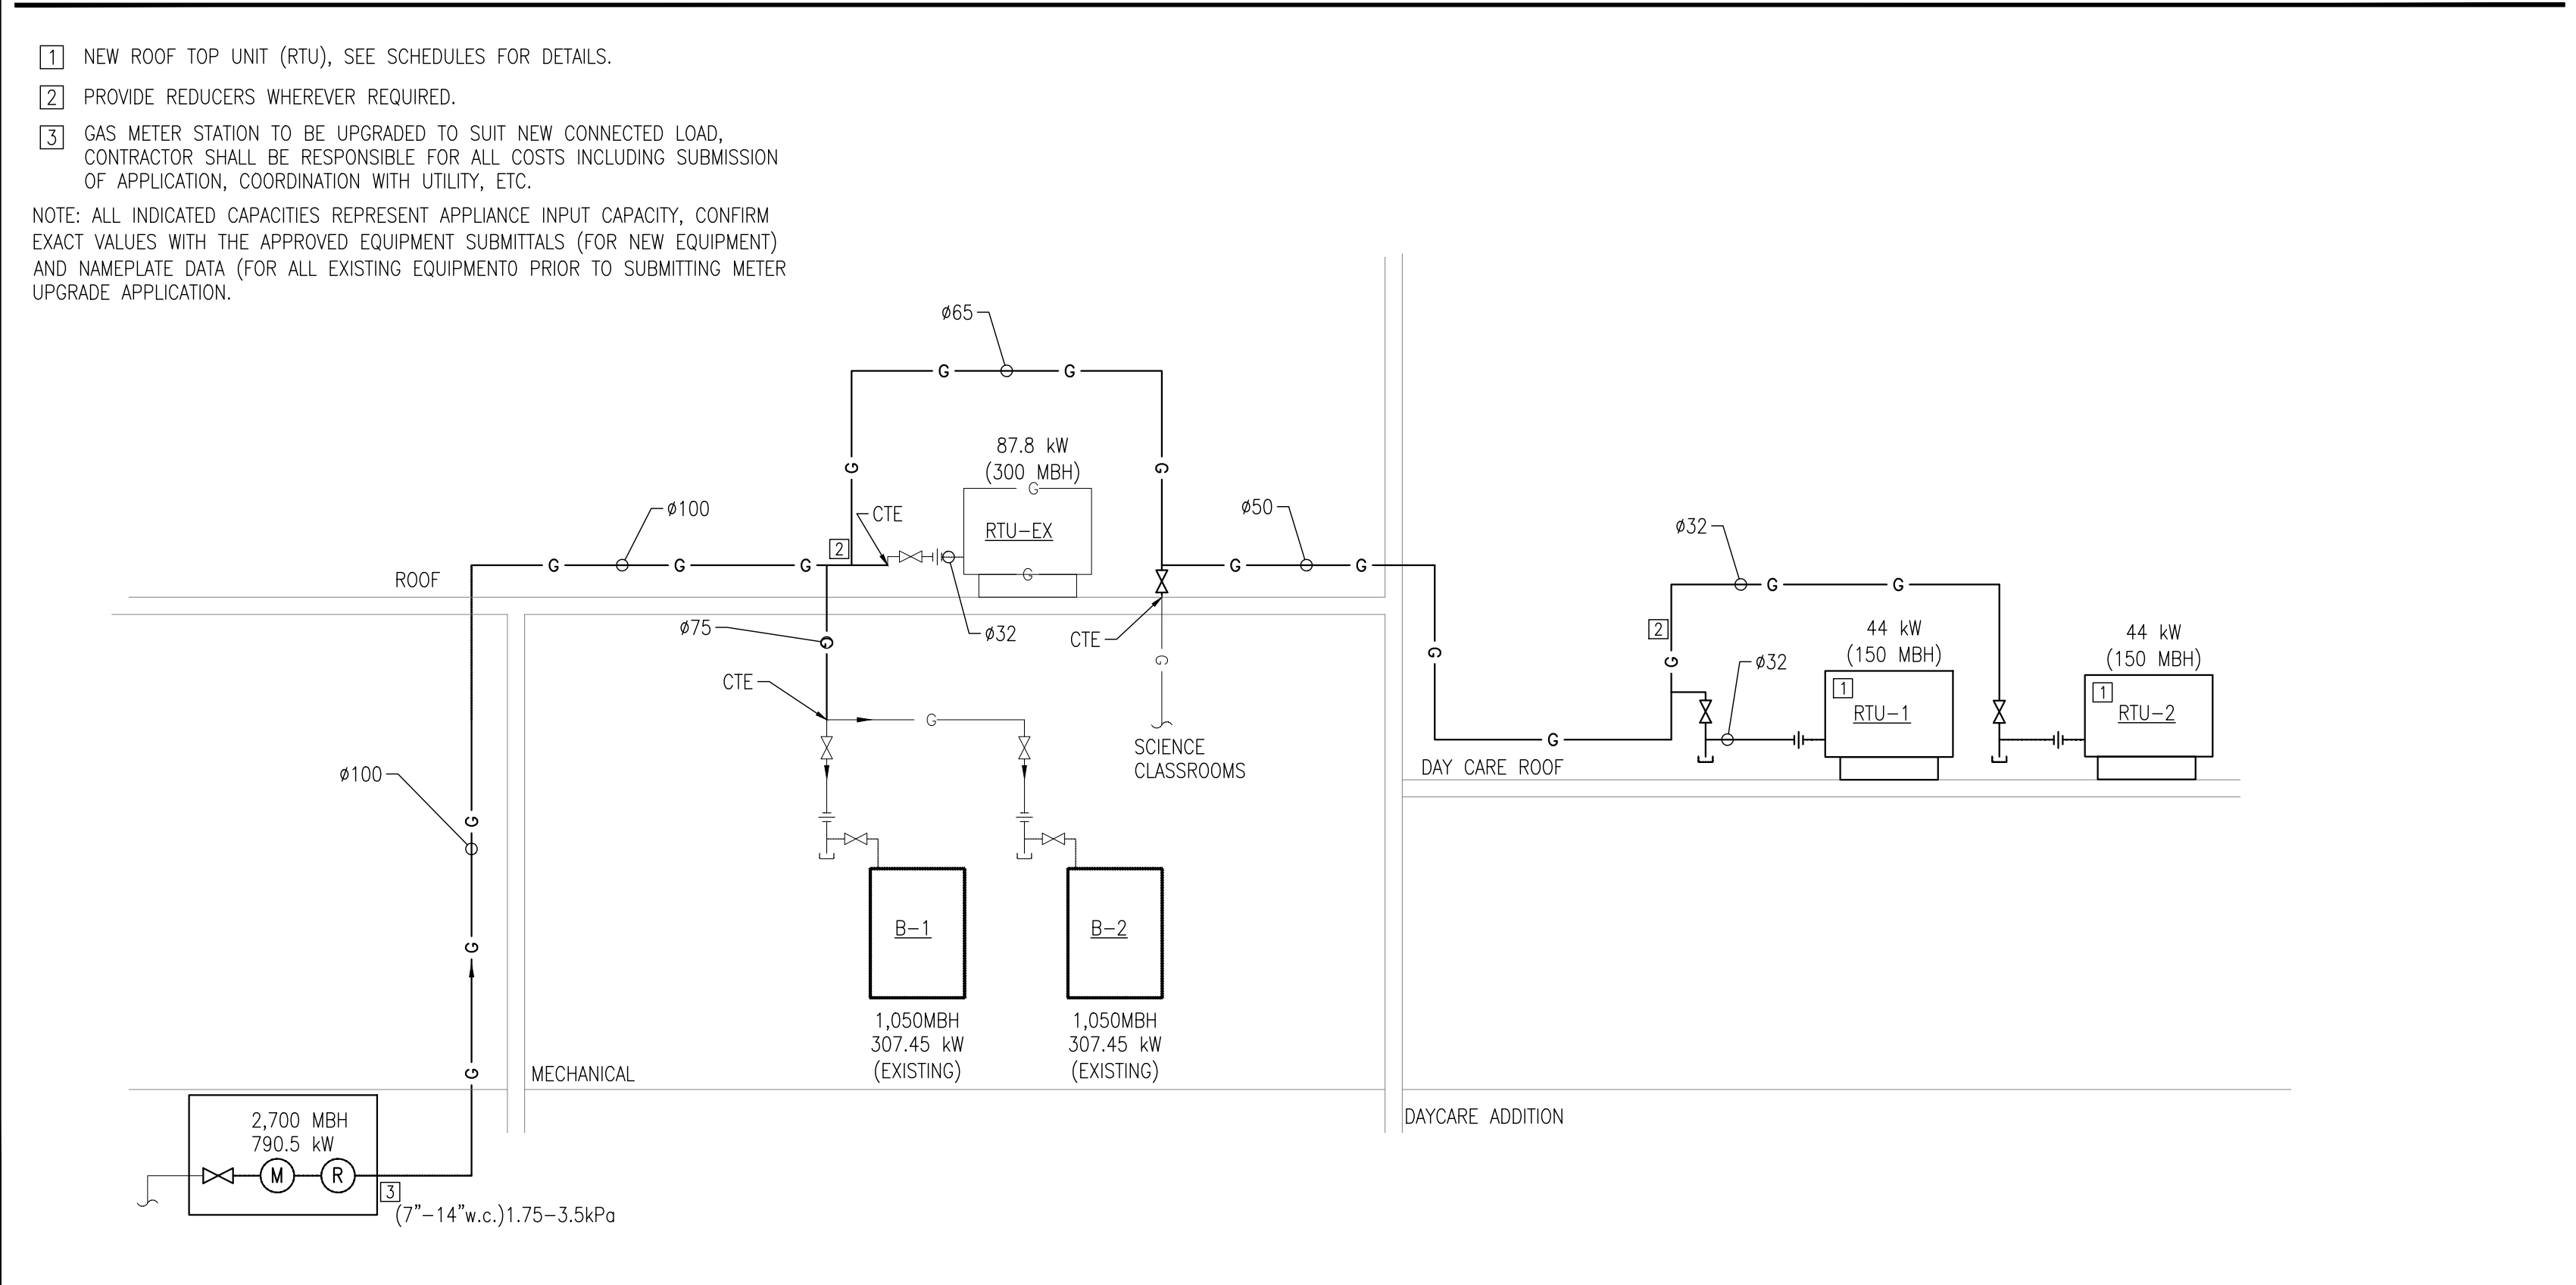 1 NEW ROOF TOP UNIT (RTU), SEE SCHEDULES FOR DETAILS.
2 PROVIDE REDUCERS WHEREVER REQUIRED.
3 GAS METER STATION TO BE UPGRADED TO SUIT NEW CONNECTED LOAD,
CONTRACTOR SHALL BE RESPONSIBLE FOR ALL COSTS INCLUDING SUBMISSION
OF APPLICATION, COORDINATION WITH UTILITY, ETC.
NOTE: ALL INDICATED CAPACITIES REPRESENT APPLIANCE INPUT CAPACITY, CONFIRM
EXACT VALUES WITH THE APPROVED EQUIPMENT SUBMITTALS (FOR NEW EQUIPMENT)
AND NAMEPLATE DATA (FOR ALL EXISTING EQUIPMENT0 PRIOR TO SUBMITTING METER
UPGRADE APPLICATION.
ø65
G G
87.8 kW
(300 MBH)
G
G
G
RTU-EX
G
ø100
CTE
2
G G G
ROOF
ø32
ø75
G
CTE
G
CTE
G
SCIENCE
CLASSROOMS
ø50
G G
G
G
ø32
G G
2
G
ø32
44 kW
(150 MBH)
1
RTU-1
44 kW
(150 MBH)
1
RTU-2
DAY CARE ROOF
ø100
G
G
G
B-1
B-2
1,050MBH
307.45 kW
(EXISTING)
1,050MBH
307.45 kW
(EXISTING)
MECHANICAL
DAYCARE ADDITION
2,700 MBH
790.5 kW
M R
3
(7"-14"w.c.)1.75-3.5kPa